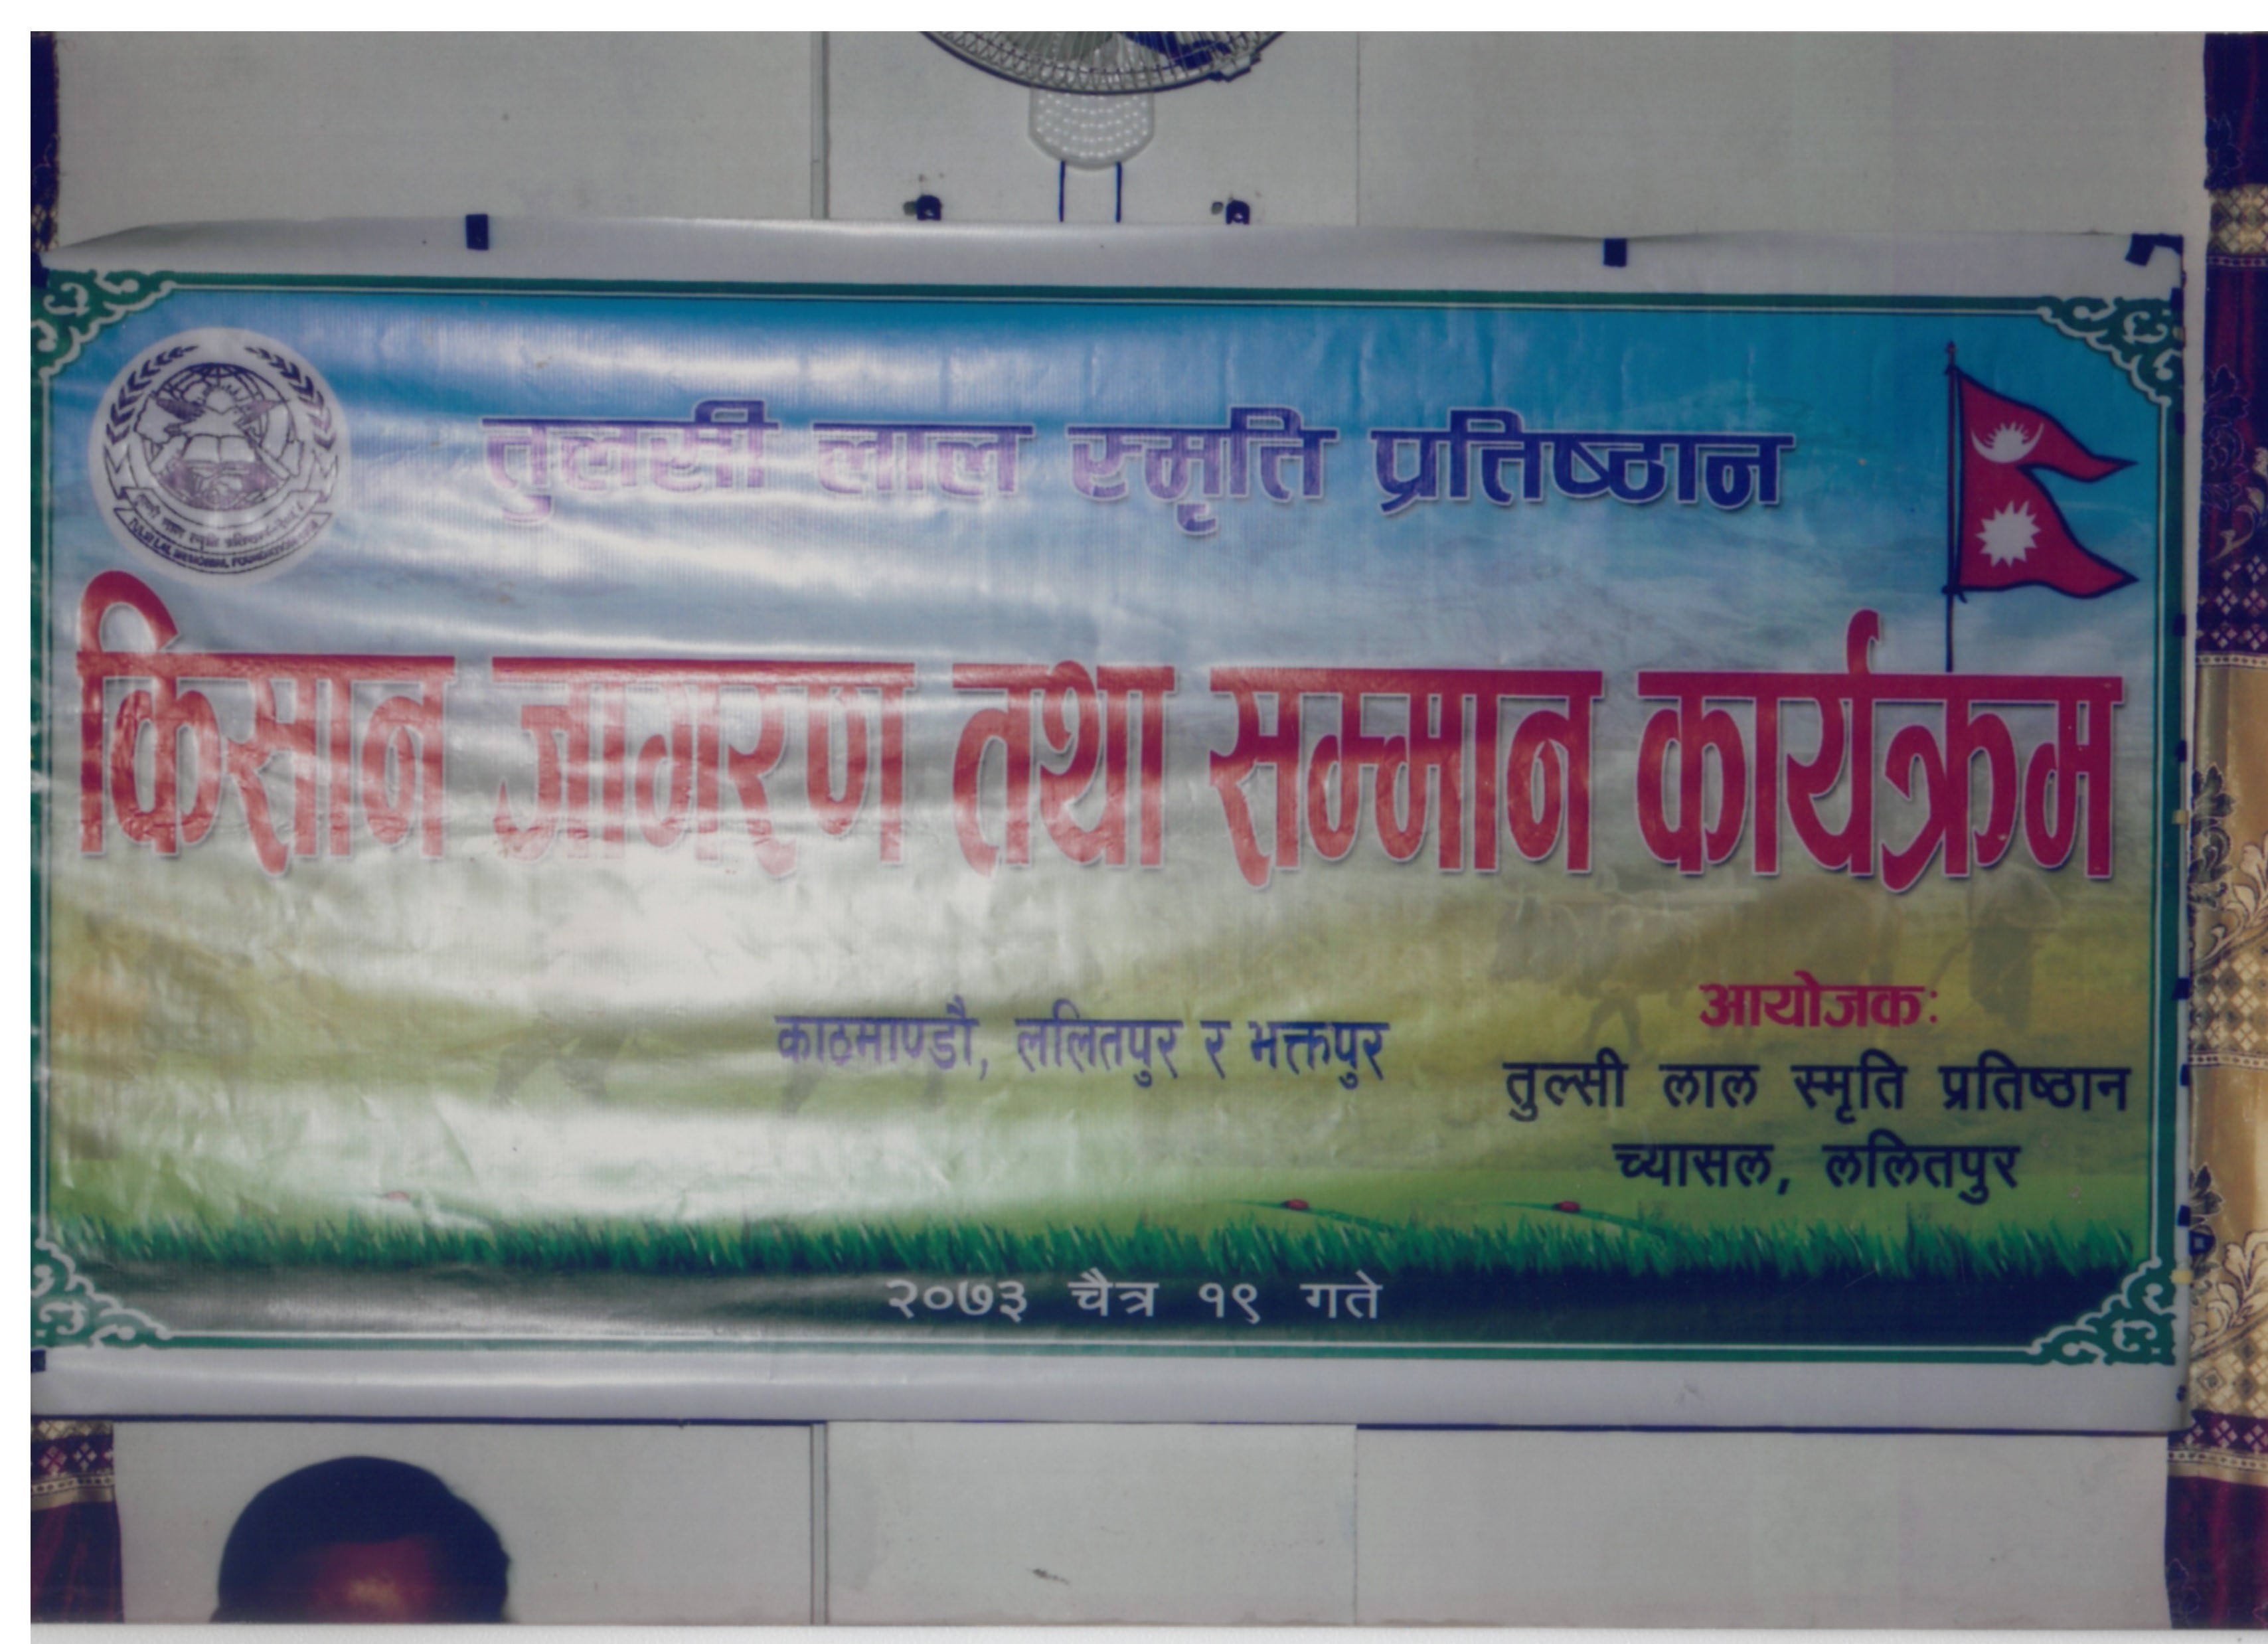 तुलसी लाल स्मृति प्रतिष्ठान
किसान जागरण तथा सम्मान कार्यक्रम
काठमाण्डौ, ललितपुर र भक्तपुर
आयोजक:
तुल्सी लाल स्मृति प्रतिष्ठान
च्यासल, ललितपुर
२०७३ चैत्र १९ गते